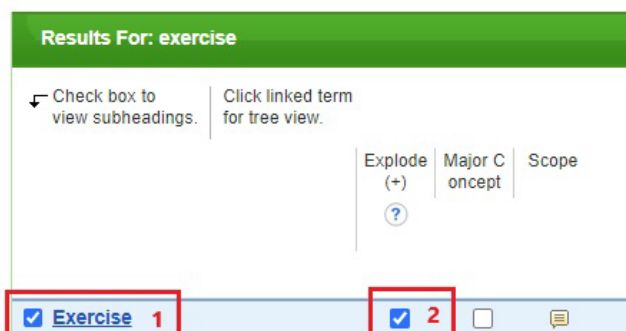 Results For: exercise
Check box to
view subheadings.
Click linked term
for tree view.
Explode
(+)
?
Major C
oncept
Scope
Exercise 1 2